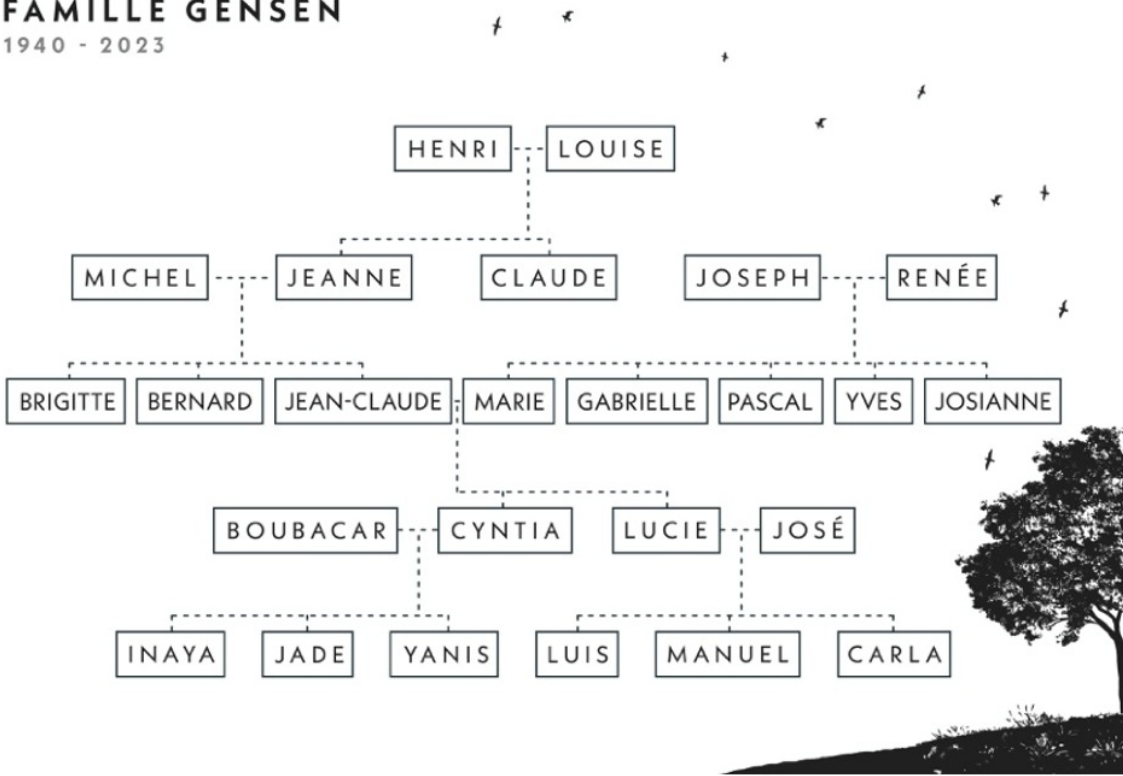 FAMILLE GENSEN
1940 - 2023
HENRI LOUISE
MICHEL JEANNE CLAUDE JOSEPH RENÉE
BRIGITTE BERNARD JEAN-CLAUDE MARIE GABRIELLE PASCAL YVES JOSIANNE
BOUBACAR CYNTIA LUCIE JOSÉ
INAYA JADE YANIS LUIS MANUEL CARLA